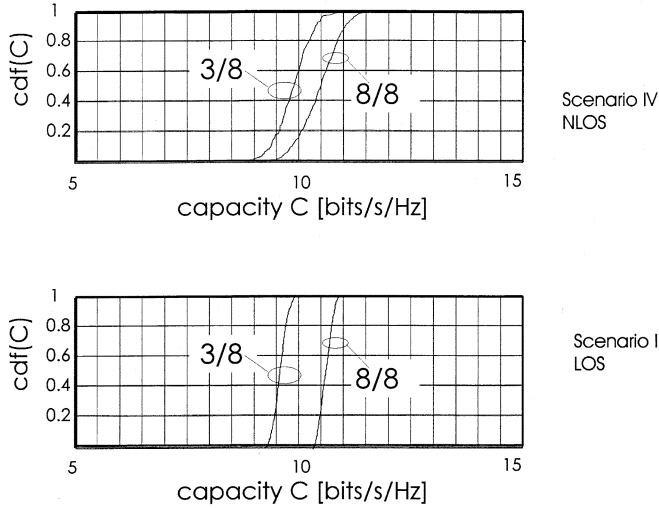 1
0.8
0.6
0.4
0.2
cdf(C)
3/8
8/8
5
10
15
capacity C [bits/s/Hz]
Scenario IV
NLOS
1
0.8
0.6
0.4
0.2
cdf(C)
3/8
8/8
5
10
15
capacity C [bits/s/Hz]
Scenario I
LOS